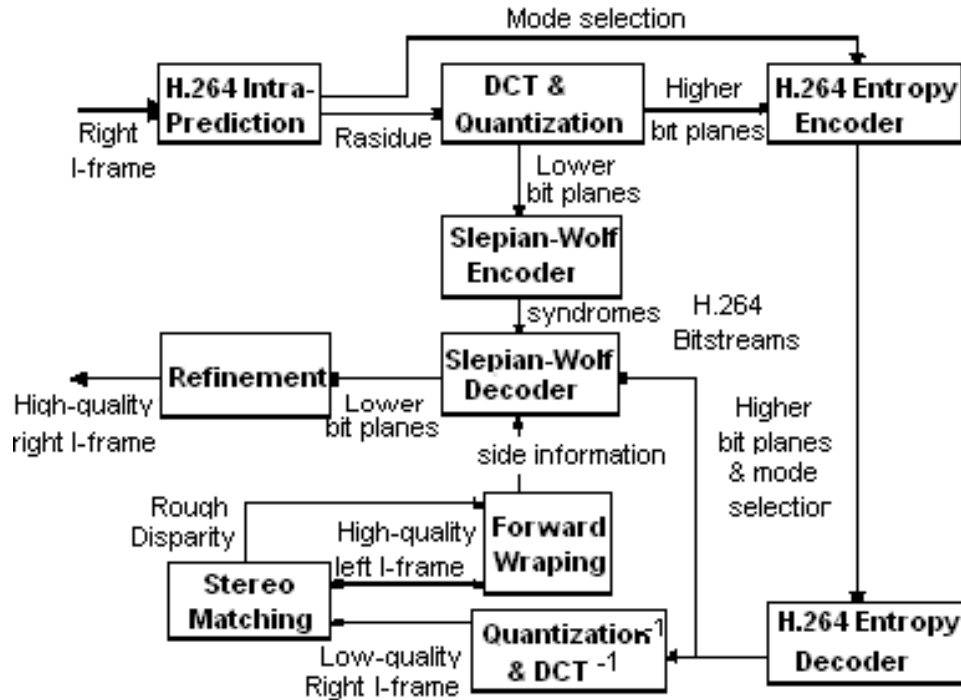 Mode selection
H.264 Intra-
Prediction
DCT &
Quantization
Higher
bit planes
H.264 Entropy
Encoder
Right
I-frame
Rasidue
Lower
bit planes
Slepian-Wolf
Encoder
syndromes
H.264
Bitstreams
Refinement
Slepian-Wolf
Decoder
High-quality
right I-frame
Lower
bit planes
Higher
bit planes
& mode
selection
side information
Rough
Disparity
High-quality
left I-frame
Forward
Wraping
Stereo
Matching
Low-quality
Right I-frame
Quantization-1
& DCT -1
H.264 Entropy
Decoder